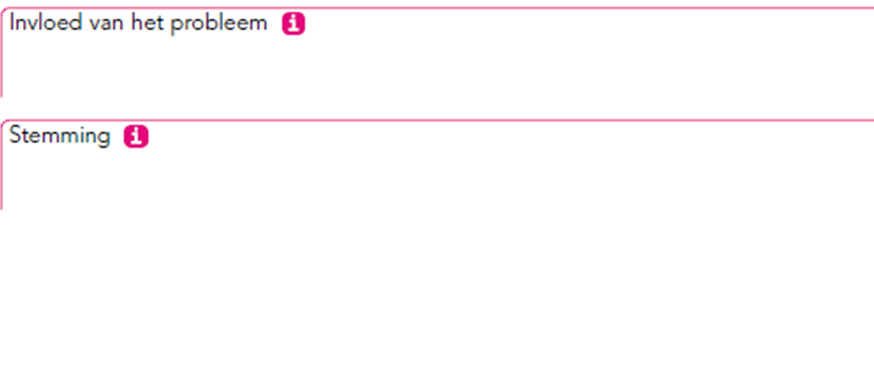 Invloed van het probleem i
Stemming i